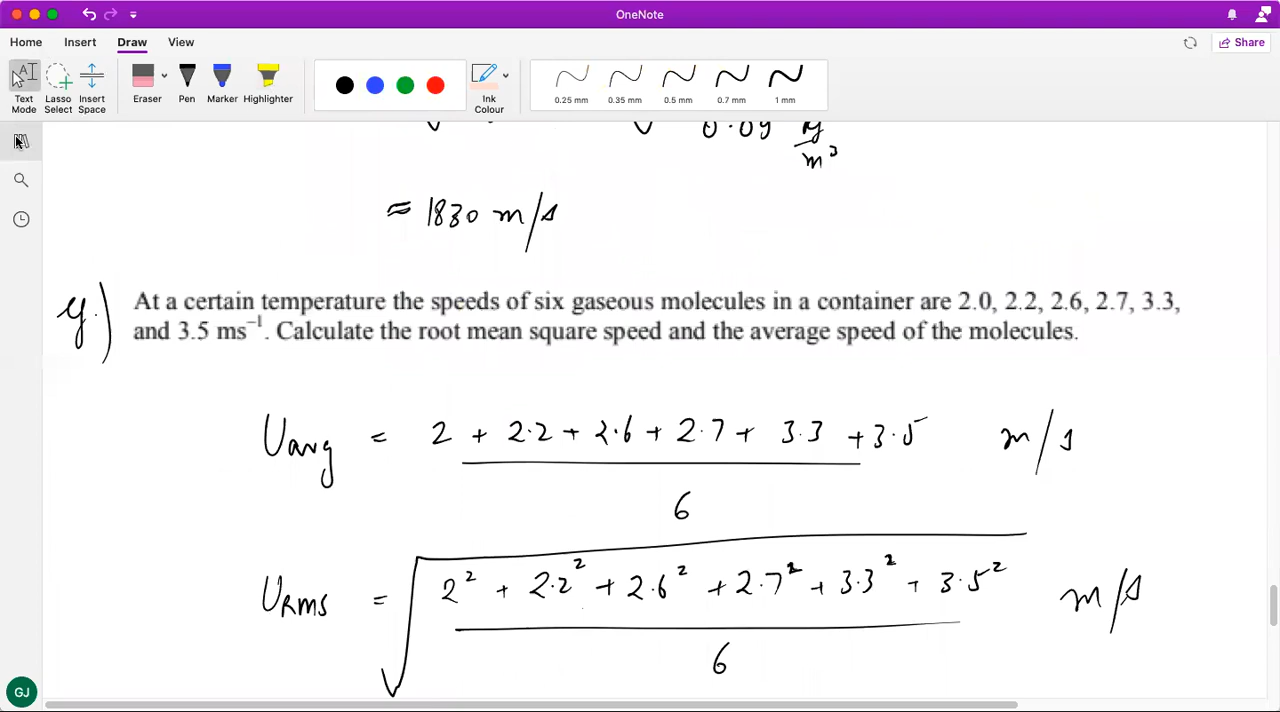 OneNote
Home Insert Draw View
Share
Text Mode
Lasso Select
Insert Space
Eraser
Pen
Marker
Highlighter
Ink Colour
0.25 mm
0.35 mm
0.5 mm
0.7 mm
1 mm
0.09 kg/m³
≈ 1830 m/s
At a certain temperature the speeds of six gaseous molecules in a container are 2.0, 2.2, 2.6, 2.7, 3.3,
and 3.5 ms⁻¹. Calculate the root mean square speed and the average speed of the molecules.
Uavg = 2 + 2.2 + 2.6 + 2.7 + 3.3 + 3.5 m/s
6
URMS = √ 2² + 2.2² + 2.6² + 2.7² + 3.3² + 3.5² m/s
6
GJ